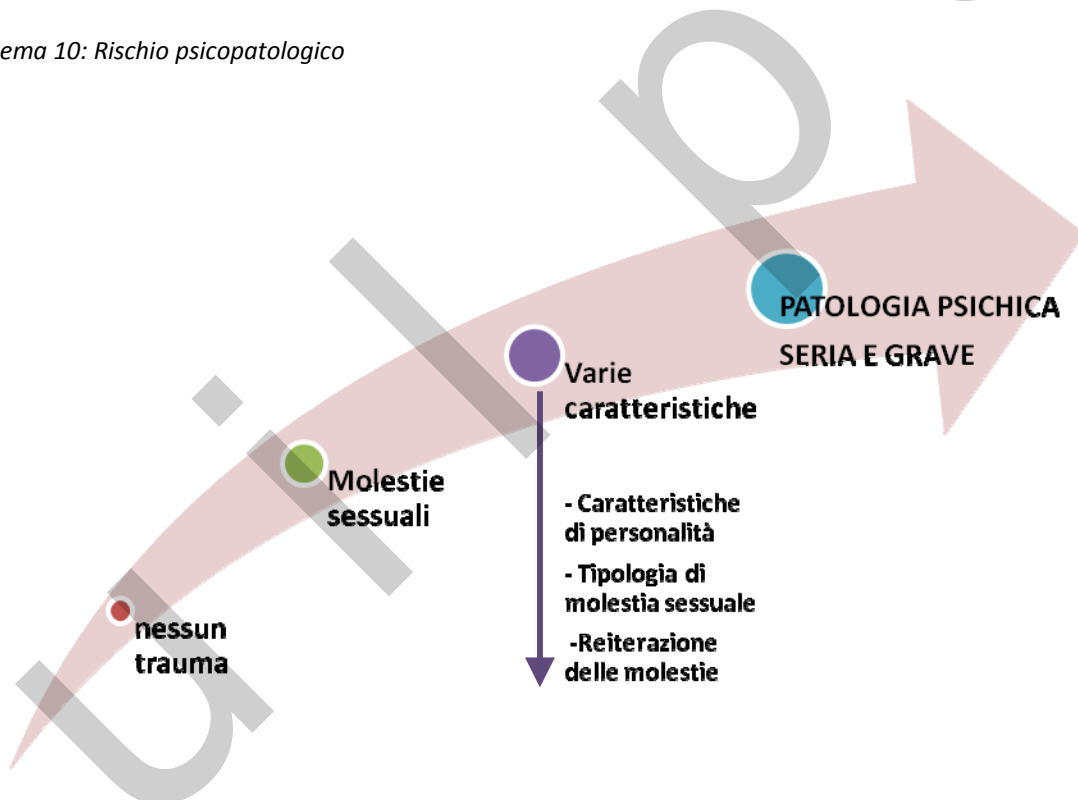 ema 10: Rischio psicopatologico
PATOLOGIA PSICHICA
SERIA E GRAVE
Varie
caratteristiche
Molestie
sessuali
- Caratteristiche
di personalità
- Tipologia di
molestia sessuale
-Reiterazione
delle molestie
nessun
trauma
u i l p